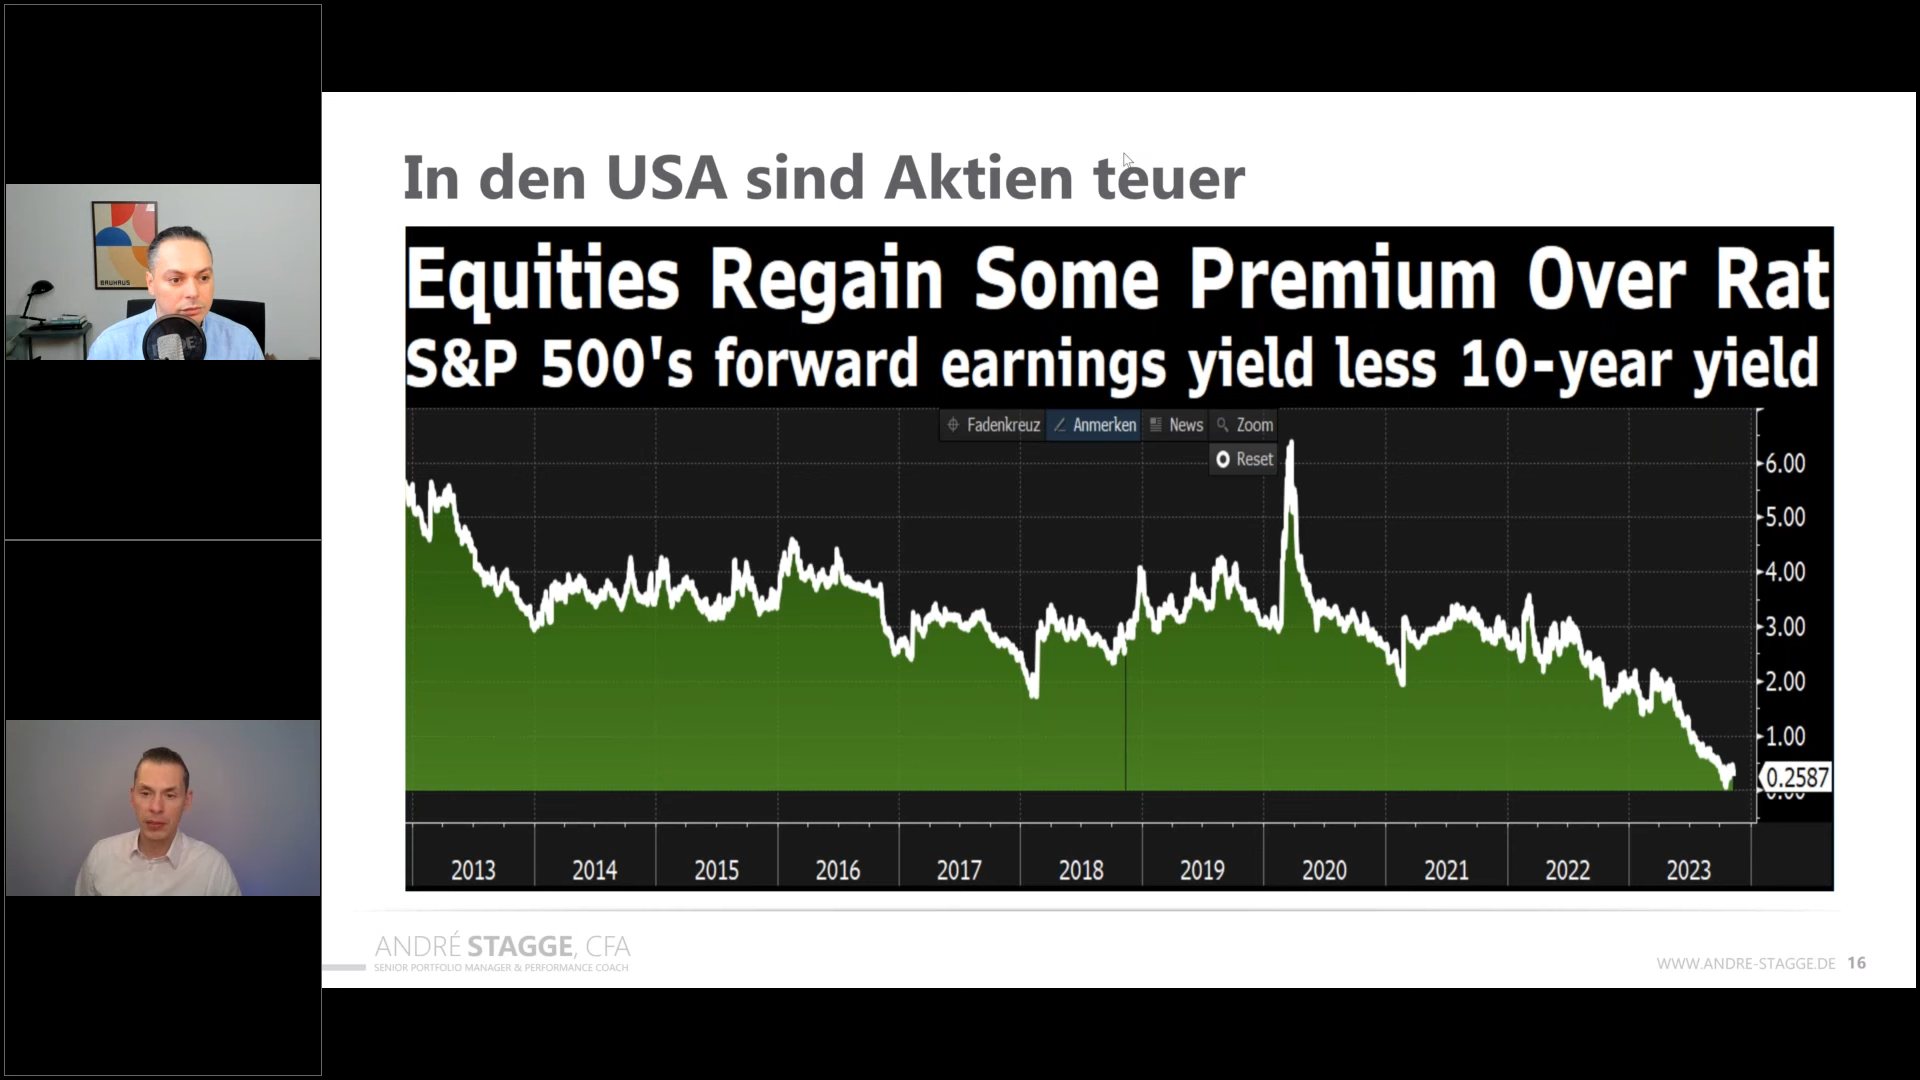 In den USA sind Aktien teuer
Equities Regain Some Premium Over Rat
S&P 500's forward earnings yield less 10-year yield
Fadenkreuz Anmerken News Zoom
Reset
6.00
5.00
4.00
3.00
2.00
1.00
0.2587
0.00
2013 2014 2015 2016 2017 2018 2019 2020 2021 2022 2023
ANDRÉ STAGGE, CFA
SENIOR PORTFOLIO MANAGER & PERFORMANCE COACH
WWW.ANDRE-STAGGE.DE 16
BAUHAUS